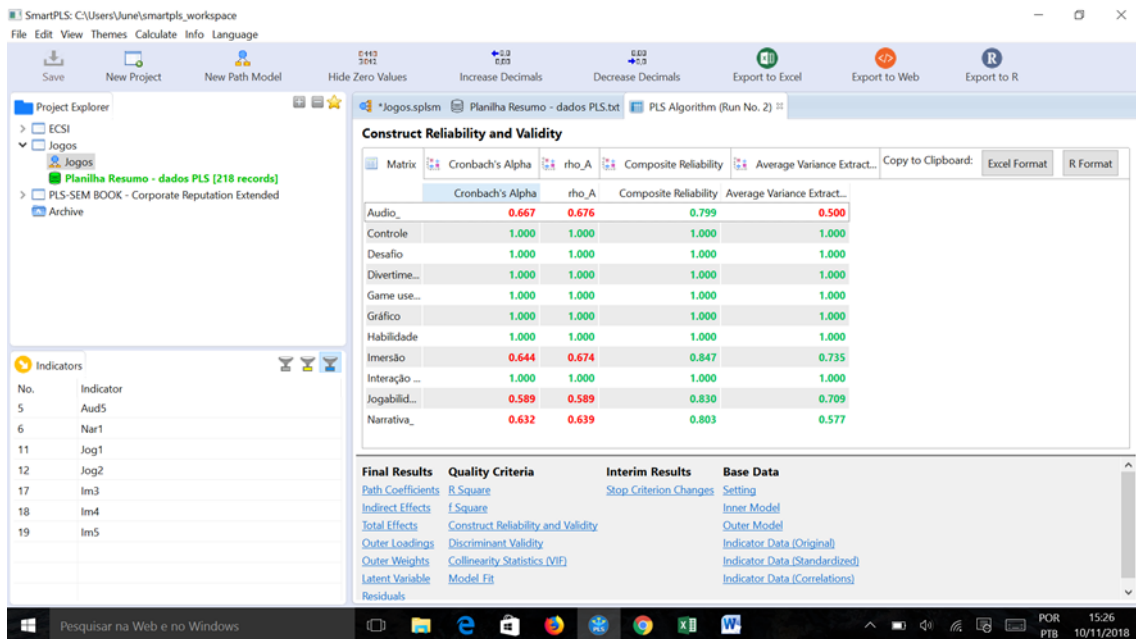 SmartPLS: C:\Users\June\smartpls_workspace
File Edit View Themes Calculate Info Language
Save New Project New Path Model Hide Zero Values Increase Decimals Decrease Decimals Export to Excel Export to Web Export to R
Project Explorer
ECSI
Jogos
Jogos
Planilha Resumo - dados PLS [218 records]
PLS-SEM BOOK - Corporate Reputation Extended
Archive
Indicators
No. Indicator
5 Aud5
6 Nar1
11 Jog1
12 Jog2
17 Im3
18 Im4
19 Im5
*Jogos.splsm Planilha Resumo - dados PLS.txt PLS Algorithm (Run No. 2)
Construct Reliability and Validity
Matrix Cronbach's Alpha rho_A Composite Reliability Average Variance Extract... Copy to Clipboard: Excel Format R Format
Cronbach's Alpha rho_A Composite Reliability Average Variance Extract...
Audio_ 0.667 0.676 0.799 0.500
Controle 1.000 1.000 1.000 1.000
Desafio 1.000 1.000 1.000 1.000
Divertime... 1.000 1.000 1.000 1.000
Game use... 1.000 1.000 1.000 1.000
Gráfico 1.000 1.000 1.000 1.000
Habilidade 1.000 1.000 1.000 1.000
Imersão 0.644 0.674 0.847 0.735
Interação ... 1.000 1.000 1.000 1.000
Jogabilid... 0.589 0.589 0.830 0.709
Narrativa_ 0.632 0.639 0.803 0.577
Final Results Quality Criteria Interim Results Base Data
Path Coefficients R Square Stop Criterion Changes Setting
Indirect Effects f Square Inner Model
Total Effects Construct Reliability and Validity Outer Model
Outer Loadings Discriminant Validity Indicator Data (Original)
Outer Weights Collinearity Statistics (VIF) Indicator Data (Standardized)
Latent Variable Model Fit Indicator Data (Correlations)
Residuals
Pesquisar na Web e no Windows
POR 15:26
PTB 10/11/2018